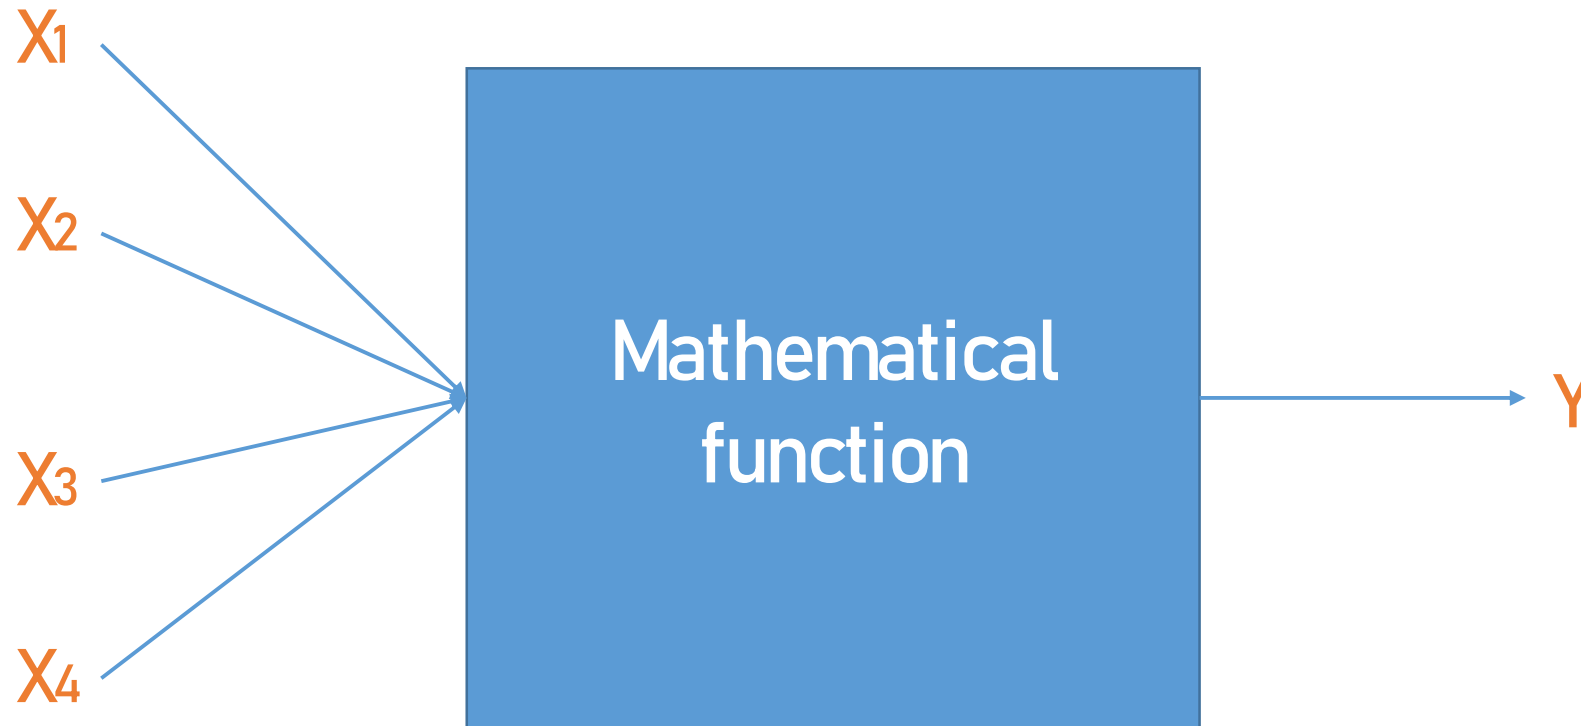 X1
X2
X3
X4
Mathematical
function
Y